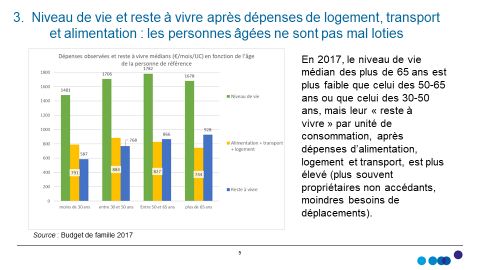 3. Niveau de vie et reste à vivre après dépenses de logement, transport
et alimentation : les personnes âgées ne sont pas mal loties
Dépenses observées et reste à vivre médians (€/mois/UC) en fonction de l'âge
de la personne de référence
1800
1600
1400
1200
1000
800
600
400
200
0
1481
791
587
1706
884
768
1782
827
866
1678
744
928
moins de 30 ans
entre 30 et 50 ans
Entre 50 et 65 ans
plus de 65 ans
Niveau de vie
Alimentation + transport
+ logement
Reste à vivre
En 2017, le niveau de vie
médian des plus de 65 ans est
plus faible que celui des 50-65
ans ou que celui des 30-50
ans, mais leur « reste à
vivre » par unité de
consommation, après
dépenses d'alimentation,
logement et transport, est plus
élevé (plus souvent
propriétaires non accédants,
moindres besoins de
déplacements).
Source : Budget de famille 2017